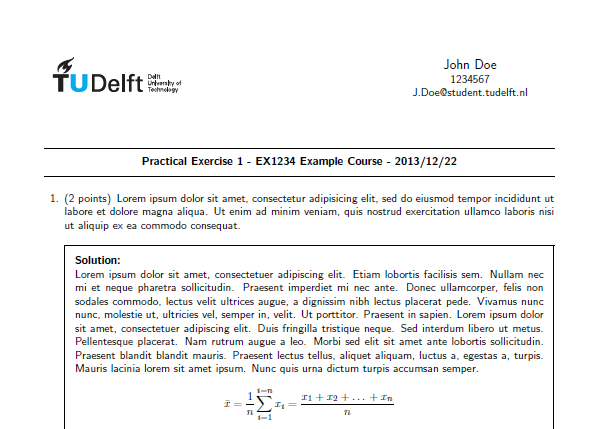 TUDelft
Delft
University of
Technology
John Doe
1234567
J.Doe@student.tudelft.nl
Practical Exercise 1 - EX1234 Example Course - 2013/12/22
1. (2 points) Lorem ipsum dolor sit amet, consectetur adipisicing elit, sed do eiusmod tempor incididunt ut
labore et dolore magna aliqua. Ut enim ad minim veniam, quis nostrud exercitation ullamco laboris nisi
ut aliquip ex ea commodo consequat.
Solution:
Lorem ipsum dolor sit amet, consectetuer adipiscing elit. Etiam lobortis facilisis sem. Nullam nec
mi et neque pharetra sollicitudin. Praesent imperdiet mi nec ante. Donec ullamcorper, felis non
sodales commodo, lectus velit ultrices augue, a dignissim nibh lectus placerat pede. Vivamus nunc
nunc, molestie ut, ultricies vel, semper in, velit. Ut porttitor. Praesent in sapien. Lorem ipsum dolor
sit amet, consectetuer adipiscing elit. Duis fringilla tristique neque. Sed interdum libero ut metus.
Pellentesque placerat. Nam rutrum augue a leo. Morbi sed elit sit amet ante lobortis sollicitudin.
Praesent blandit blandit mauris. Praesent lectus tellus, aliquet aliquam, luctus a, egestas a, turpis.
Mauris lacinia lorem sit amet ipsum. Nunc quis urna dictum turpis accumsan semper.
x̄ = 1/n ∑_{i=1}^{i=n} x_i = (x_1 + x_2 + … + x_n)/n